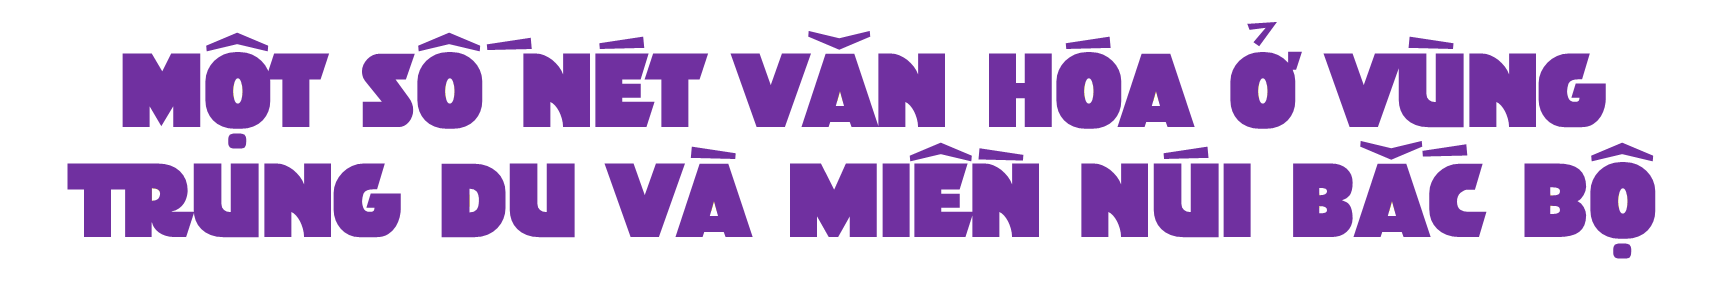 MỘT SỐ NÉT VĂN HÓA Ở VÙNG
TRUNG DU VÀ MIỀN NÚI BẮC BỘ